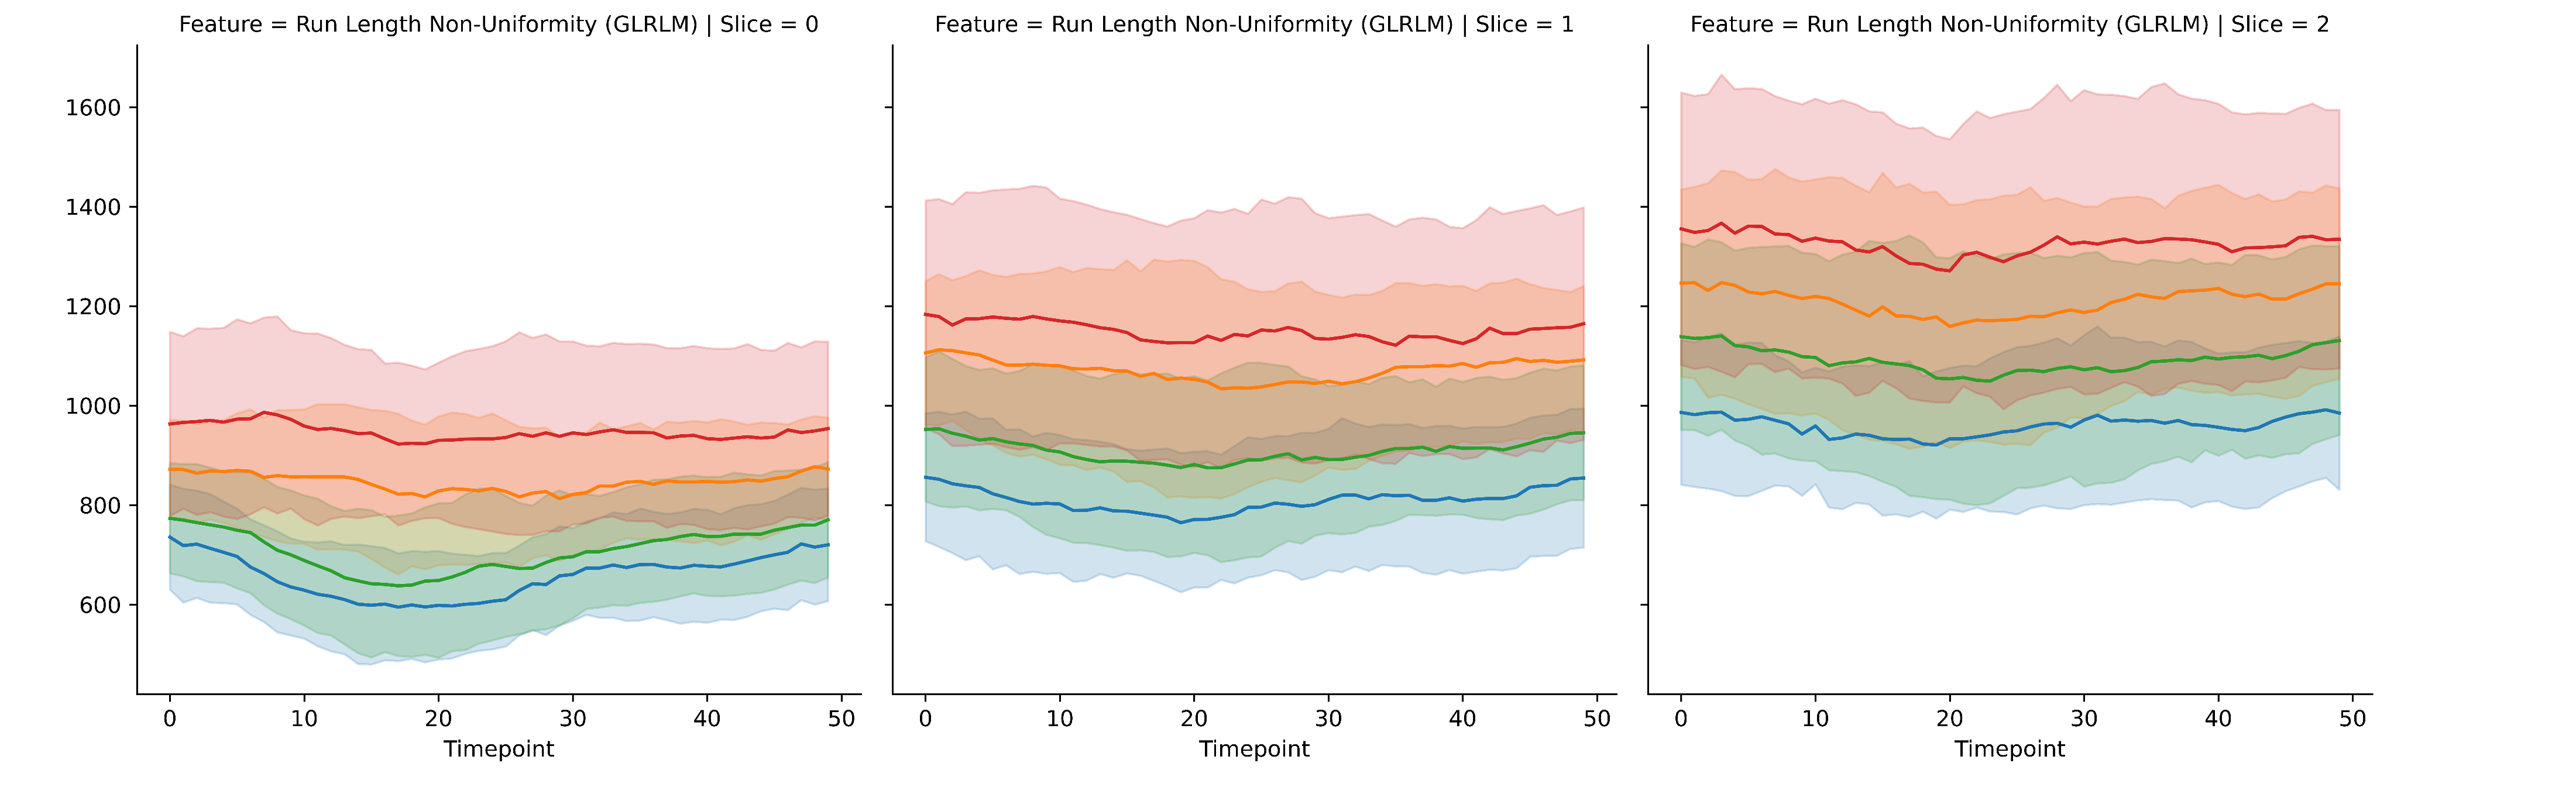 Feature = Run Length Non-Uniformity (GLRLM) | Slice = 0
Feature = Run Length Non-Uniformity (GLRLM) | Slice = 1
Feature = Run Length Non-Uniformity (GLRLM) | Slice = 2
1600
1400
1200
1000
800
600
0 10 20 30 40 50
0 10 20 30 40 50
0 10 20 30 40 50
Timepoint
Timepoint
Timepoint